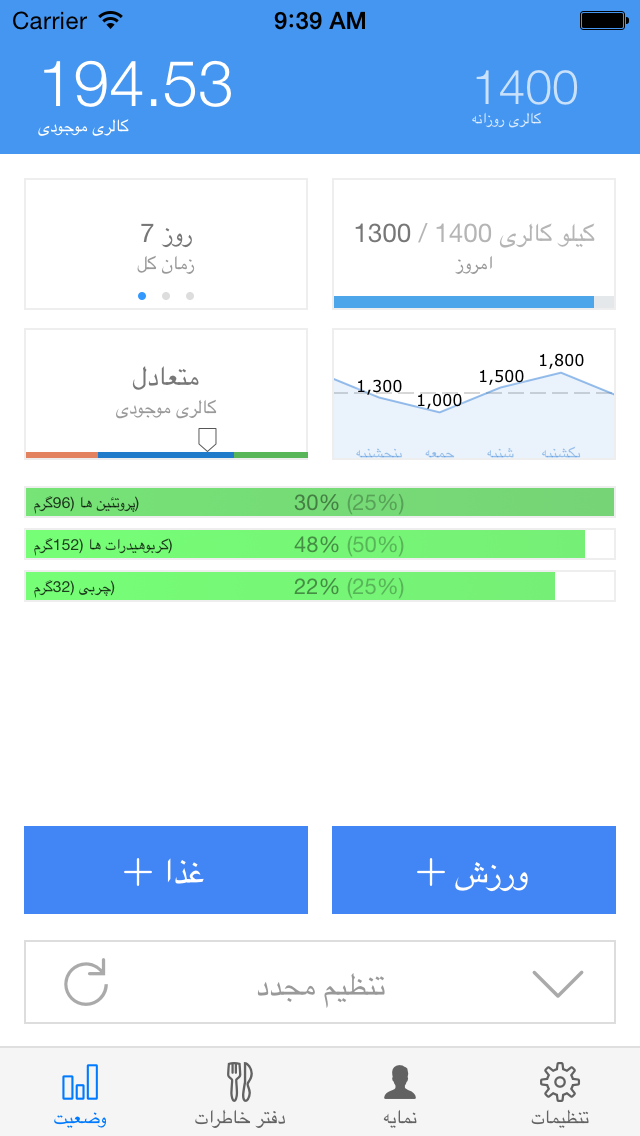 Carrier 9:39 AM
194.53
کالری موجودی
1400
کالری روزانه
7 روز
زمان کل
1300 / 1400 کیلو کالری
امروز
متعادل
کالری موجودی
1,300
1,000
1,500
1,800
پنجشنبه
جمعه
شنبه
یکشنبه
پروتئین ها (96گرم)
30% (25%)
کربوهیدرات ها (152گرم)
48% (50%)
چربی (32گرم)
22% (25%)
+ غذا
+ ورزش
تنظیم مجدد
وضعیت
دفتر خاطرات
نمایه
تنظیمات